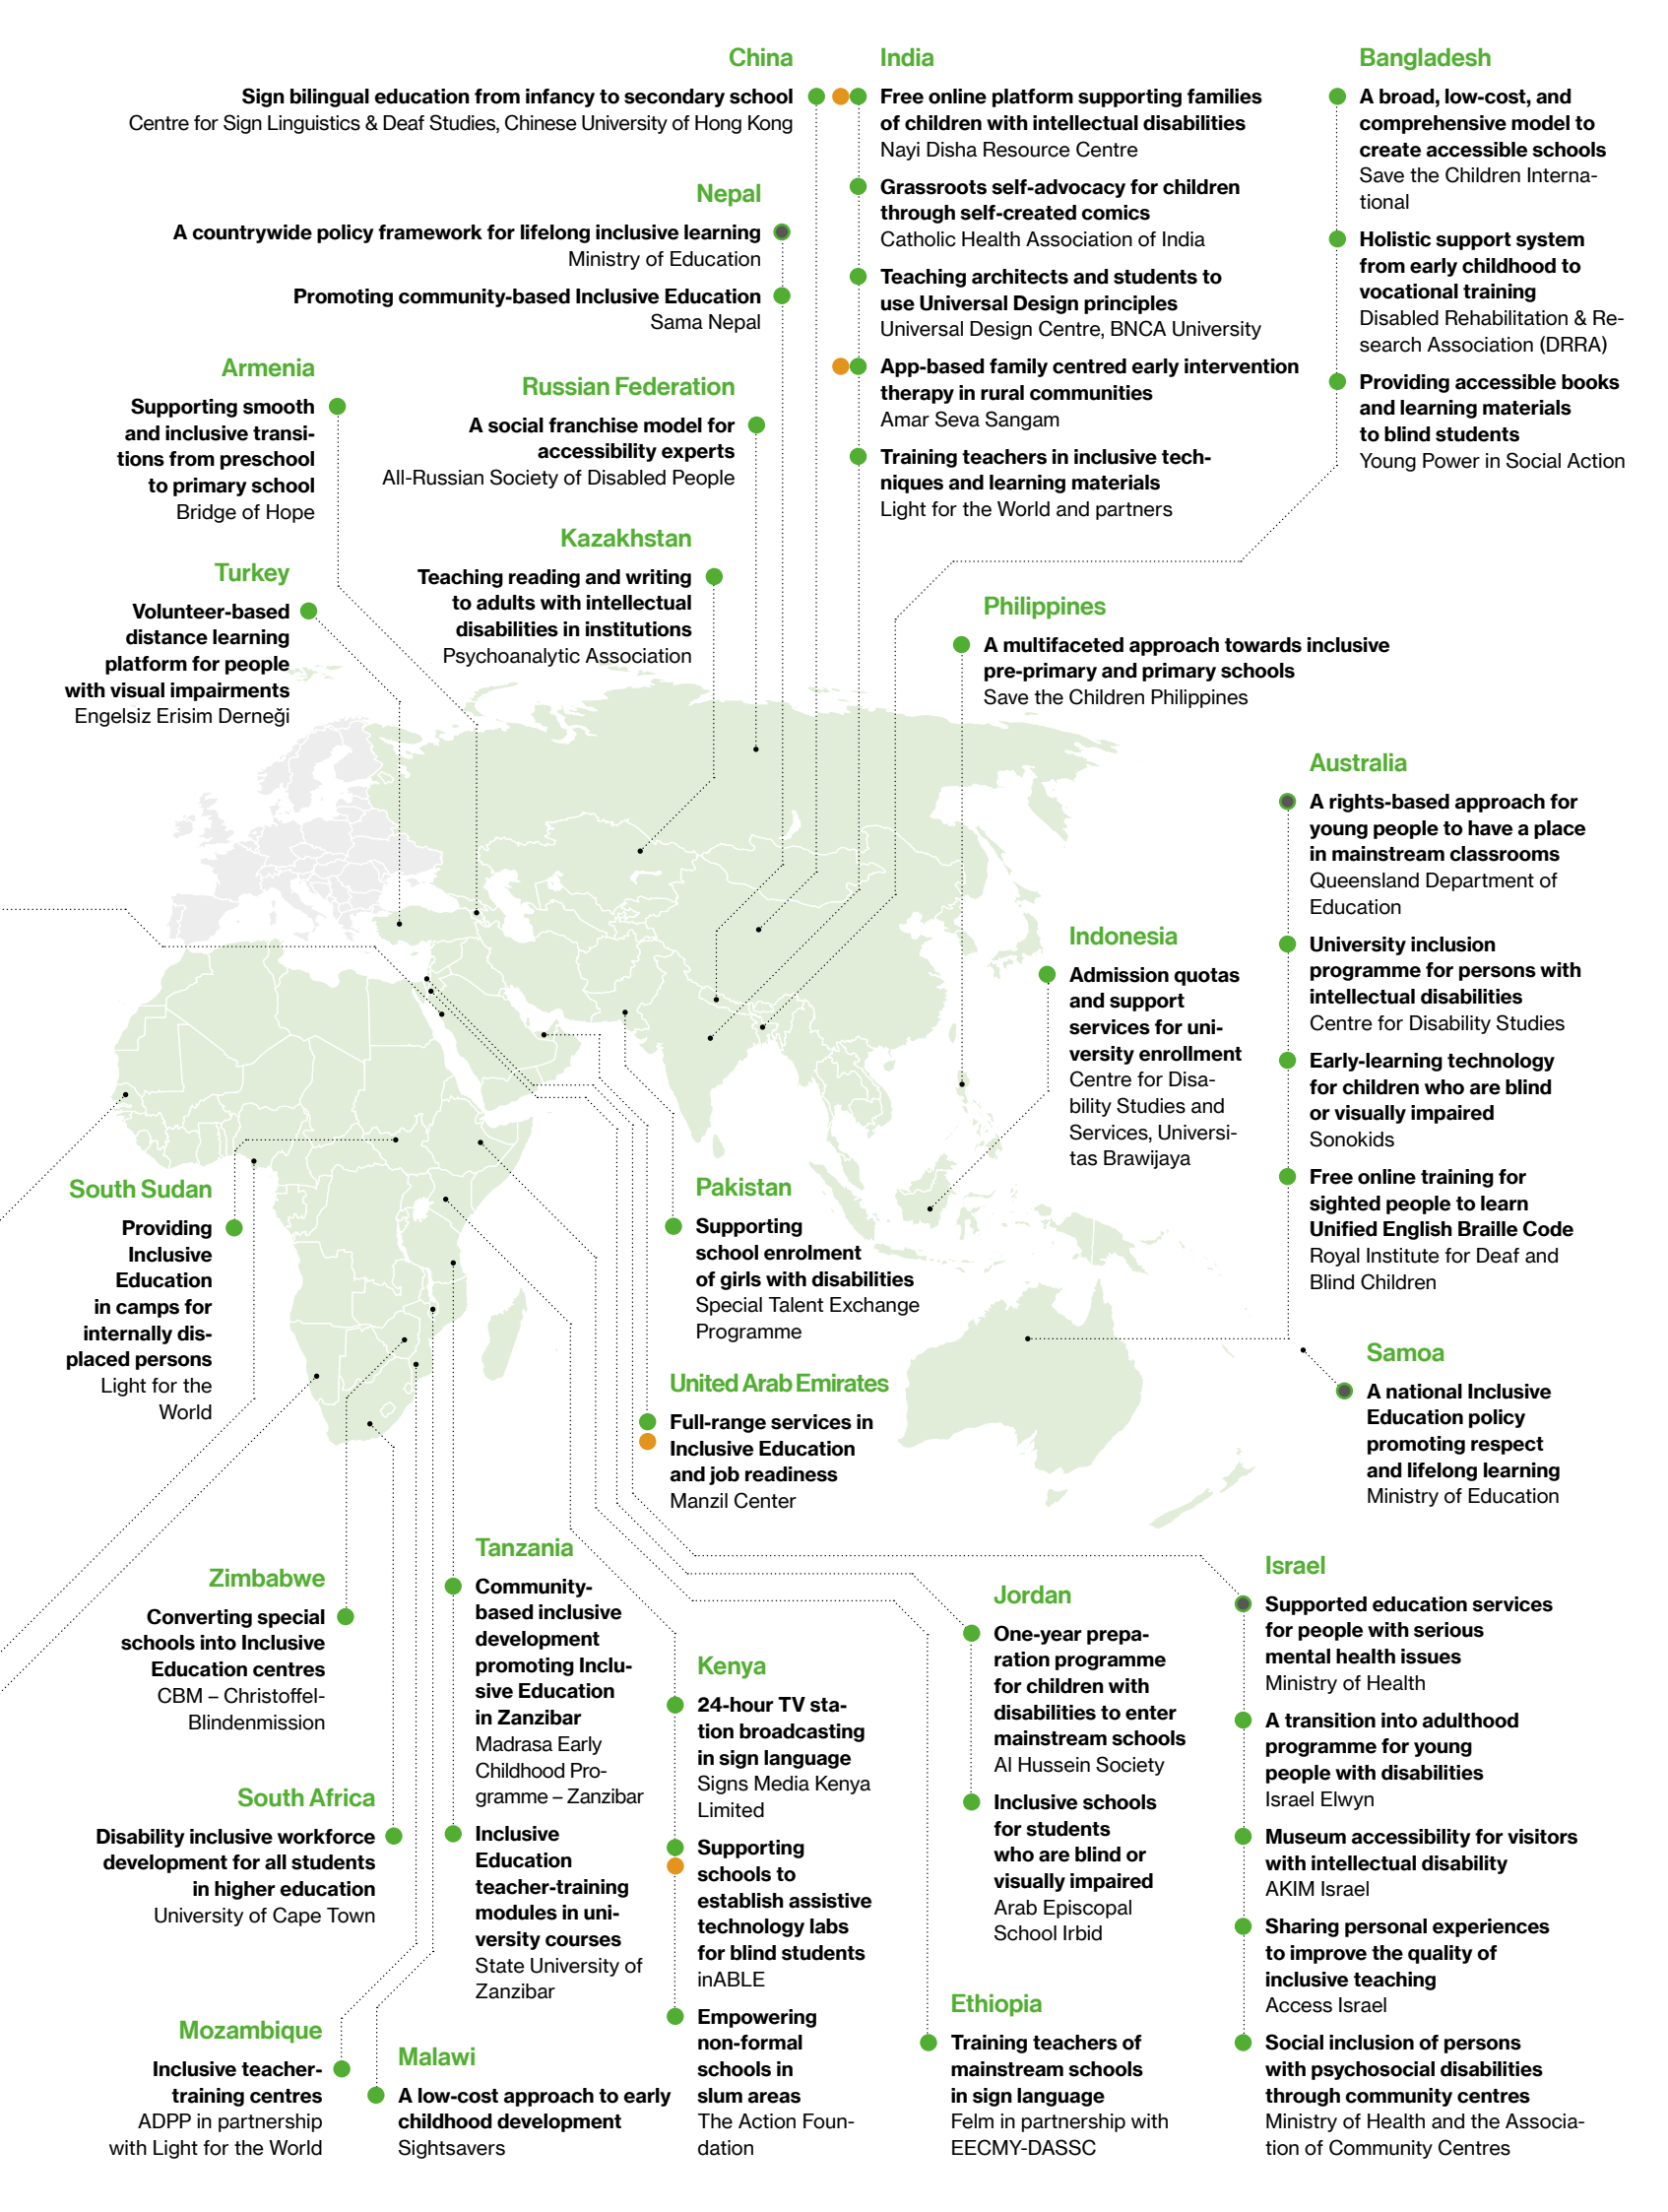 China
Sign bilingual education from infancy to secondary school
Centre for Sign Linguistics & Deaf Studies, Chinese University of Hong Kong
Nepal
A countrywide policy framework for lifelong inclusive learning
Ministry of Education
Promoting community-based Inclusive Education
Sama Nepal
Armenia
Supporting smooth
and inclusive transi-
tions from preschool
to primary school
Bridge of Hope
Russian Federation
A social franchise model for
accessibility experts
All-Russian Society of Disabled People
Kazakhstan
Teaching reading and writing
to adults with intellectual
disabilities in institutions
Psychoanalytic Association
Turkey
Volunteer-based
distance learning
platform for people
with visual impairments
Engelsiz Erisim Derneği
India
Free online platform supporting families
of children with intellectual disabilities
Nayi Disha Resource Centre
Grassroots self-advocacy for children
through self-created comics
Catholic Health Association of India
Teaching architects and students to
use Universal Design principles
Universal Design Centre, BNCA University
App-based family centred early intervention
therapy in rural communities
Amar Seva Sangam
Training teachers in inclusive tech-
niques and learning materials
Light for the World and partners
Bangladesh
A broad, low-cost, and
comprehensive model to
create accessible schools
Save the Children Interna-
tional
Holistic support system
from early childhood to
vocational training
Disabled Rehabilitation & Re-
search Association (DRRA)
Providing accessible books
and learning materials
to blind students
Young Power in Social Action
Philippines
A multifaceted approach towards inclusive
pre-primary and primary schools
Save the Children Philippines
Australia
A rights-based approach for
young people to have a place
in mainstream classrooms
Queensland Department of
Education
University inclusion
programme for persons with
intellectual disabilities
Centre for Disability Studies
Early-learning technology
for children who are blind
or visually impaired
Sonokids
Free online training for
sighted people to learn
Unified English Braille Code
Royal Institute for Deaf and
Blind Children
Indonesia
Admission quotas
and support
services for uni-
versity enrollment
Centre for Disa-
bility Studies and
Services, Universi-
tas Brawijaya
South Sudan
Providing
Inclusive
Education
in camps for
internally dis-
placed persons
Light for the
World
Pakistan
Supporting
school enrolment
of girls with disabilities
Special Talent Exchange
Programme
United Arab Emirates
Full-range services in
Inclusive Education
and job readiness
Manzil Center
Samoa
A national Inclusive
Education policy
promoting respect
and lifelong learning
Ministry of Education
Zimbabwe
Converting special
schools into Inclusive
Education centres
CBM – Christoffel-
Blindenmission
South Africa
Disability inclusive workforce
development for all students
in higher education
University of Cape Town
Mozambique
Inclusive teacher-
training centres
ADPP in partnership
with Light for the World
Tanzania
Community-
based inclusive
development
promoting Inclu-
sive Education
in Zanzibar
Madrasa Early
Childhood Pro-
gramme – Zanzibar
Inclusive
Education
teacher-training
modules in uni-
versity courses
State University of
Zanzibar
Malawi
A low-cost approach to early
childhood development
Sightsavers
Kenya
24-hour TV sta-
tion broadcasting
in sign language
Signs Media Kenya
Limited
Supporting
schools to
establish assistive
technology labs
for blind students
inABLE
Empowering
non-formal
schools in
slum areas
The Action Foun-
dation
Jordan
One-year prepa-
ration programme
for children with
disabilities to enter
mainstream schools
Al Hussein Society
Inclusive schools
for students
who are blind or
visually impaired
Arab Episcopal
School Irbid
Ethiopia
Training teachers of
mainstream schools
in sign language
Felm in partnership with
EECMY-DASSC
Israel
Supported education services
for people with serious
mental health issues
Ministry of Health
A transition into adulthood
programme for young
people with disabilities
Israel Elwyn
Museum accessibility for visitors
with intellectual disability
AKIM Israel
Sharing personal experiences
to improve the quality of
inclusive teaching
Access Israel
Social inclusion of persons
with psychosocial disabilities
through community centres
Ministry of Health and the Associa-
tion of Community Centres